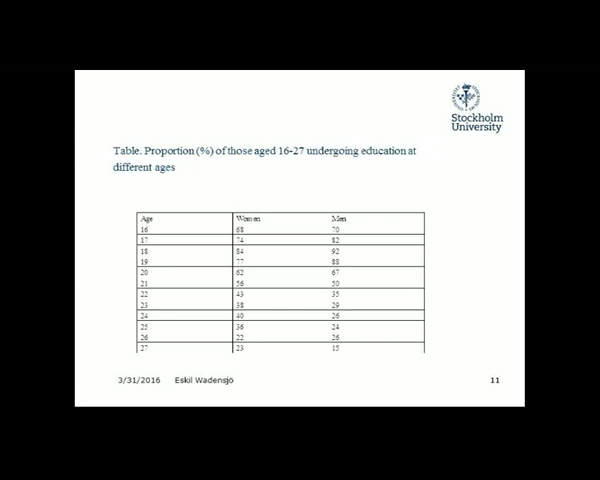 Stockholm
University
Table. Proportion (%) of those aged 16-27 undergoing education at
different ages
Age Women Men
16 68 70
17 74 82
18 84 92
19 77 88
20 62 67
21 56 50
22 43 35
23 38 29
24 40 26
25 36 24
26 22 26
27 23 15
3/31/2016 Eskil Wadensjö 11